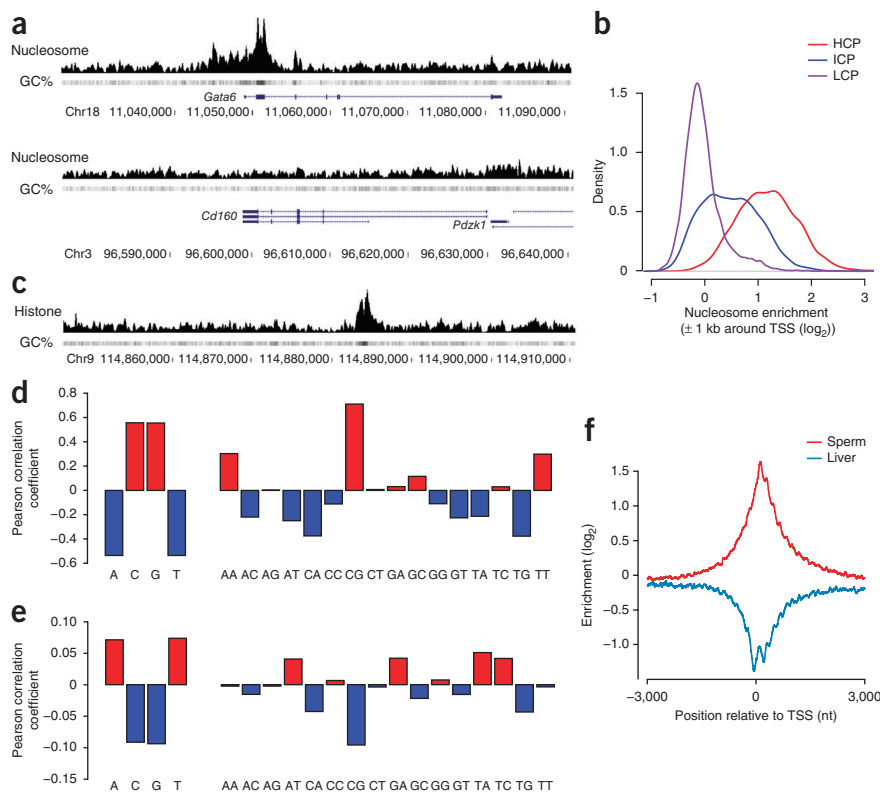 a
Nucleosome
GC%
Gata6
Chr18 11,040,000 11,050,000 11,060,000 11,070,000 11,080,000 11,090,000
Nucleosome
GC%
Cd160
Pdzk1
Chr3 96,590,000 96,600,000 96,610,000 96,620,000 96,630,000 96,640,000
b
HCP
ICP
LCP
1.5
1.0
0.5
0
Density
−1 0 1 2 3
Nucleosome enrichment
(± 1 kb around TSS (log2))
c
Histone
GC%
Chr9 114,860,000 114,870,000 114,880,000 114,890,000 114,900,000 114,910,000
d
Pearson correlation
coefficient
0.8
0.6
0.4
0.2
0
−0.2
−0.4
−0.6
A C G T AA AC AG AT CA CC CG CT GA GC GG GT TA TC TG TT
e
Pearson correlation
coefficient
0.10
0.05
0
−0.05
−0.10
−0.15
A C G T AA AC AG AT CA CC CG CT GA GC GG GT TA TC TG TT
f
Sperm
Liver
1.5
1.0
0.5
0
−0.5
−1.0
Enrichment (log2)
−3,000 0 3,000
Position relative to TSS (nt)